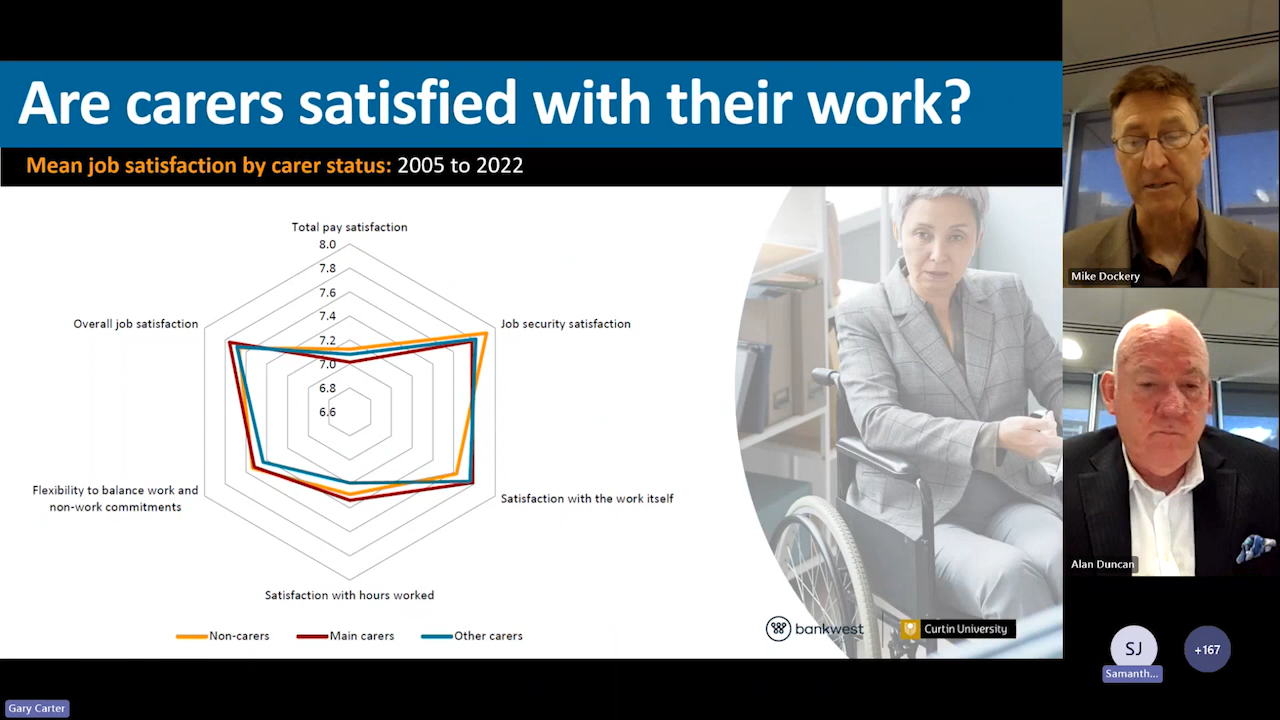 Are carers satisfied with their work?
Mean job satisfaction by carer status: 2005 to 2022
Total pay satisfaction
8.0
7.8
7.6
7.4
7.2
7.0
6.8
6.6
Overall job satisfaction
Job security satisfaction
Flexibility to balance work and
non-work commitments
Satisfaction with the work itself
Satisfaction with hours worked
Non-carers
Main carers
Other carers
bankwest
Curtin University
Mike Dockery
Alan Duncan
SJ
+167
Samanth...
Gary Carter